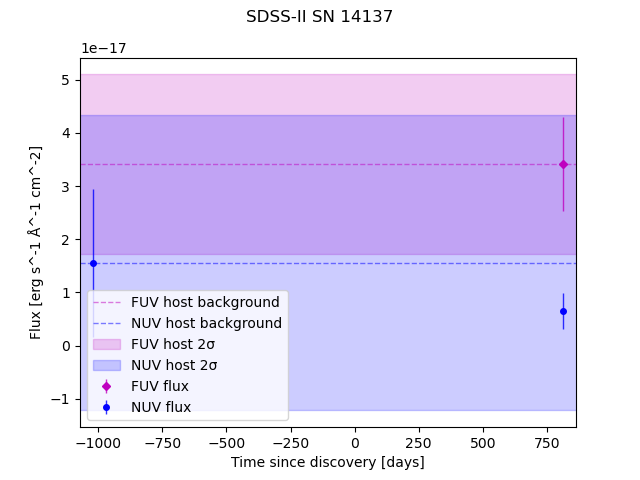 SDSS-II SN 14137
1e−17
5
4
3
2
1
0
−1
Flux [erg s^-1 Å^-1 cm^-2]
FUV host background
NUV host background
FUV host 2σ
NUV host 2σ
FUV flux
NUV flux
−1000 −750 −500 −250 0 250 500 750
Time since discovery [days]